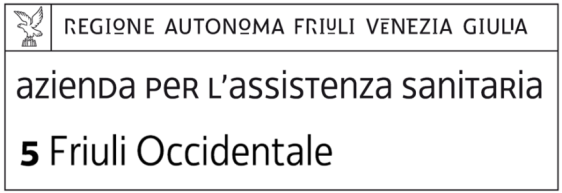 REGIONE AUTONOMA FRIULI VENEZIA GIULIA
azienda per l'assistenza sanitaria
5 Friuli Occidentale